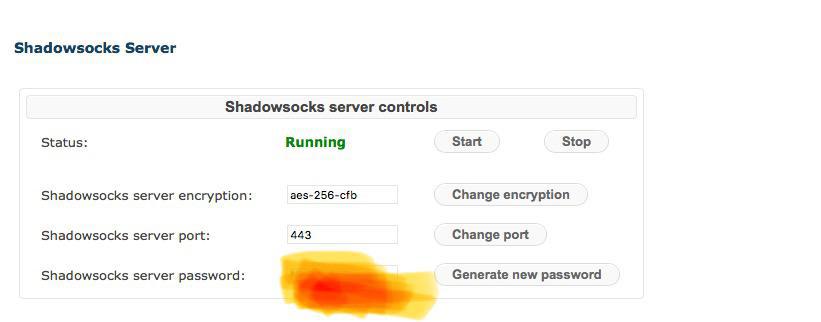 Shadowsocks Server
Shadowsocks server controls
Status: Running Start Stop
Shadowsocks server encryption: aes-256-cfb Change encryption
Shadowsocks server port: 443 Change port
Shadowsocks server password: Generate new password